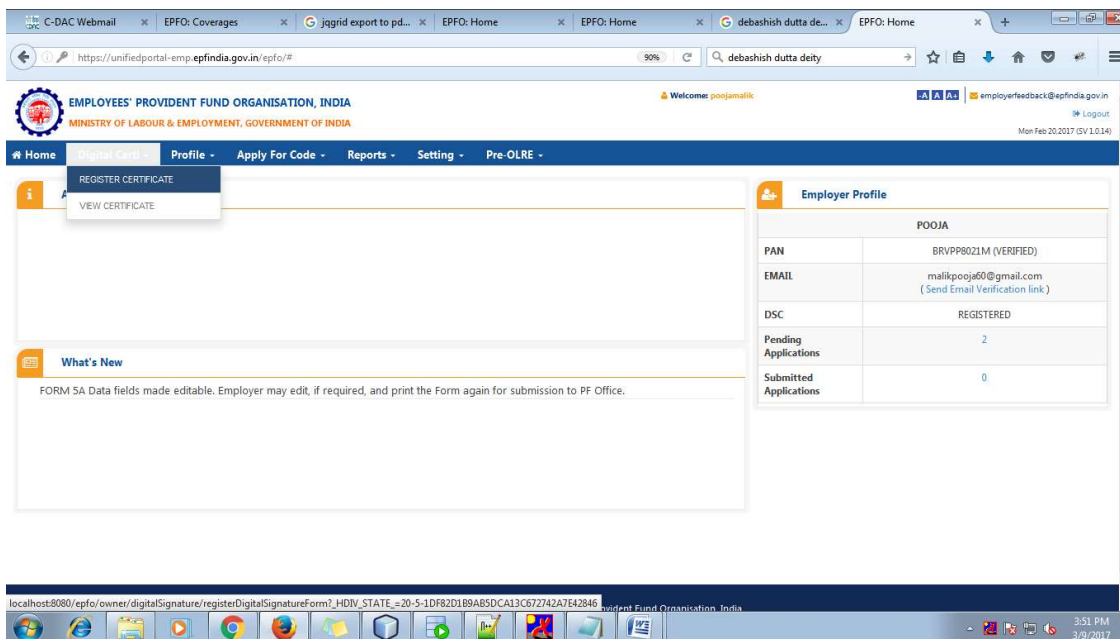 C-DAC Webmail
EPFO: Coverages
jqgrid export to pd...
EPFO: Home
EPFO: Home
debashish dutta de...
EPFO: Home
https://unifiedportal-emp.epfindia.gov.in/epfo/#
90%
debashish dutta deity
EMPLOYEES' PROVIDENT FUND ORGANISATION, INDIA
MINISTRY OF LABOUR & EMPLOYMENT, GOVERNMENT OF INDIA
Welcome: poojamalik
-A A A+
employerfeedback@epfindia.gov.in
Logout
Mon Feb 20,2017 (SV 1.0.14)
Home Digital Certi Profile Apply For Code Reports Setting Pre-OLRE
REGISTER CERTIFICATE
VIEW CERTIFICATE
Employer Profile
POOJA
PAN BRVPP8021M (VERIFIED)
EMAIL malikpooja60@gmail.com
( Send Email Verification link )
DSC REGISTERED
Pending Applications 2
Submitted Applications 0
What's New
FORM 5A Data fields made editable. Employer may edit, if required, and print the Form again for submission to PF Office.
localhost:8080/epfo/owner/digitalSignature/registerDigitalSignatureForm?_HDIV_STATE_=20-5-1DF82D1B9AB5DCA13C672742A7E42846
Fund Organisation, India
3:51 PM
3/9/2017